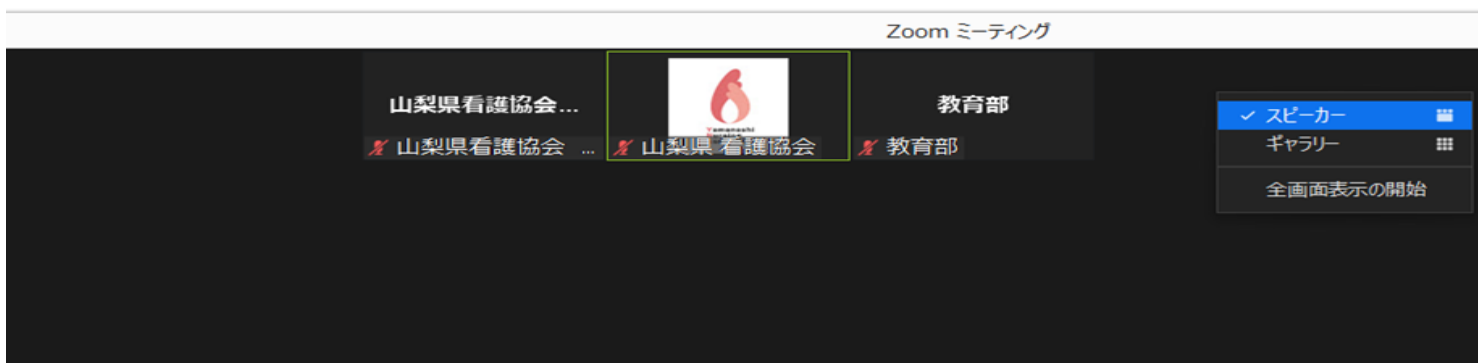 Zoom ミーティング
山梨県看護協会...
山梨県看護協会 ...
Yamanashi
山梨県 看護協会
教育部
教育部
スピーカー
ギャラリー
全画面表示の開始